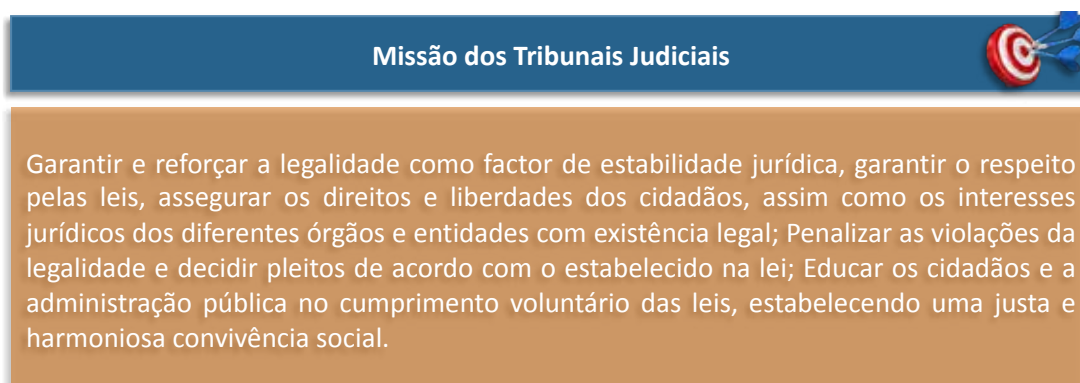 Missão dos Tribunais Judiciais
Garantir e reforçar a legalidade como factor de estabilidade jurídica, garantir o respeito
pelas leis, assegurar os direitos e liberdades dos cidadãos, assim como os interesses
jurídicos dos diferentes órgãos e entidades com existência legal; Penalizar as violações da
legalidade e decidir pleitos de acordo com o estabelecido na lei; Educar os cidadãos e a
administração pública no cumprimento voluntário das leis, estabelecendo uma justa e
harmoniosa convivência social.